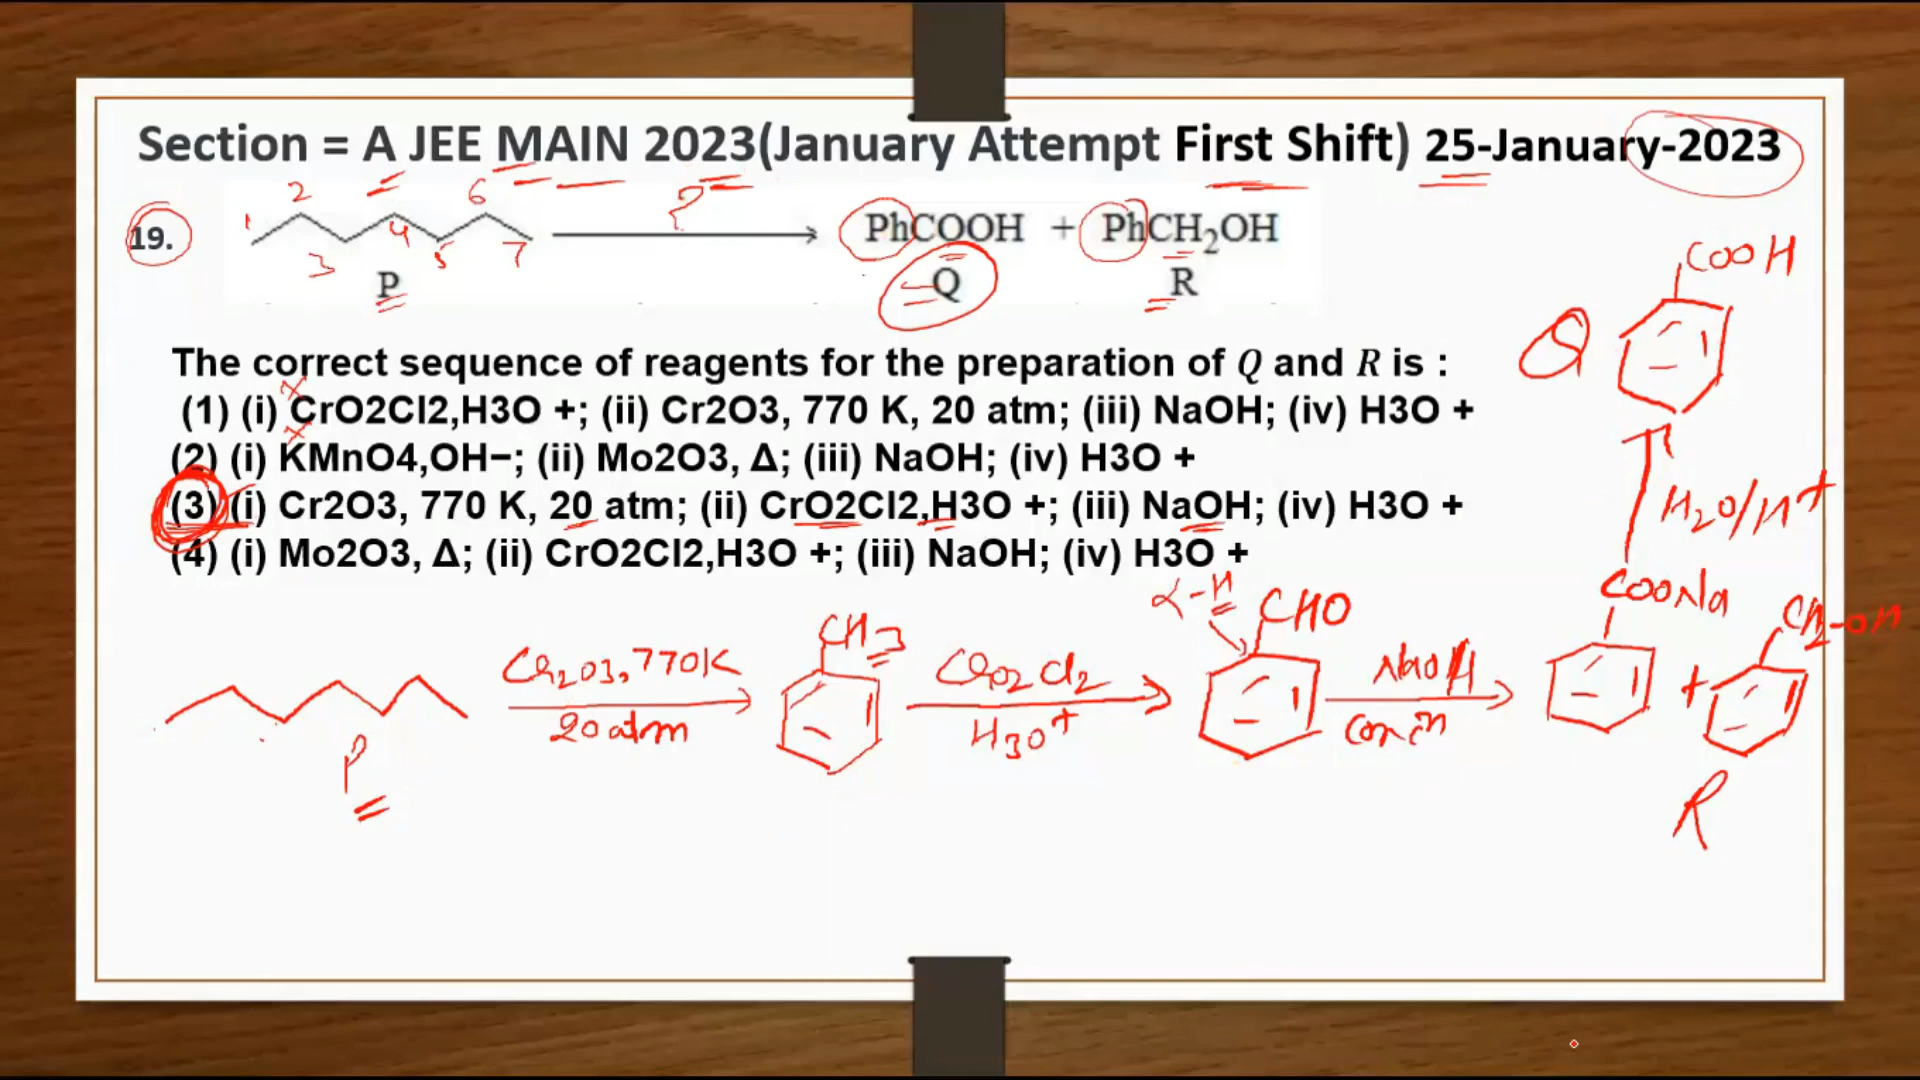 Section = A JEE MAIN 2023(January Attempt First Shift) 25-January-2023
1 2 3 4 5 6 7
?
19.
PhCOOH + PhCH2OH
P Q R
COOH
Q
The correct sequence of reagents for the preparation of Q and R is :
(1) (i) CrO2Cl2,H3O +; (ii) Cr2O3, 770 K, 20 atm; (iii) NaOH; (iv) H3O +
(2) (i) KMnO4,OH−; (ii) Mo2O3, Δ; (iii) NaOH; (iv) H3O +
(3) (i) Cr2O3, 770 K, 20 atm; (ii) CrO2Cl2,H3O +; (iii) NaOH; (iv) H3O +
(4) (i) Mo2O3, Δ; (ii) CrO2Cl2,H3O +; (iii) NaOH; (iv) H3O +
H2O/H+
α-H
CH3 CHO COONa CH2-OH
Cr2O3, 770K CrO2Cl2 NaOH +
20 atm H3O+
P R